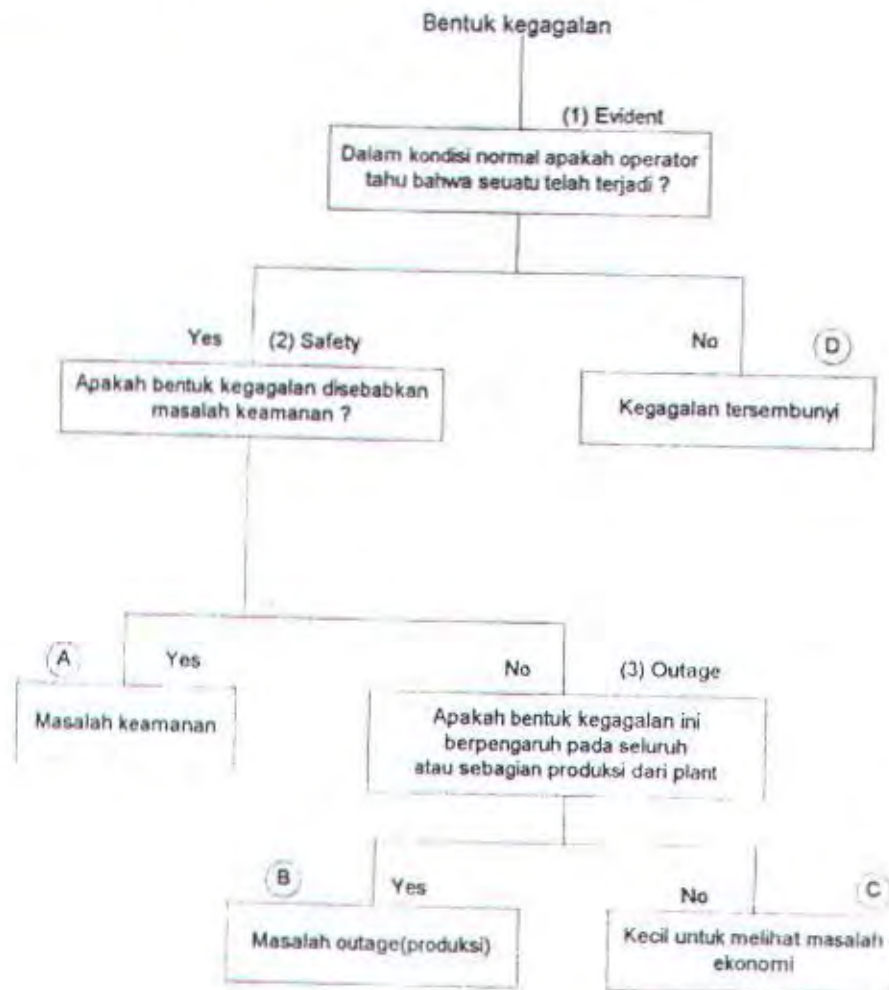 Bentuk kegagalan
(1) Evident
Dalam kondisi normal apakah operator
tahu bahwa seuatu telah terjadi ?
Yes
(2) Safety
No
D
Apakah bentuk kegagalan disebabkan
masalah keamanan ?
Kegagalan tersembunyi
A
Yes
No
(3) Outage
Masalah keamanan
Apakah bentuk kegagalan ini
berpengaruh pada seluruh
atau sebagian produksi dari plant
B
Yes
No
C
Masalah outage(produksi)
Kecil untuk melihat masalah
ekonomi